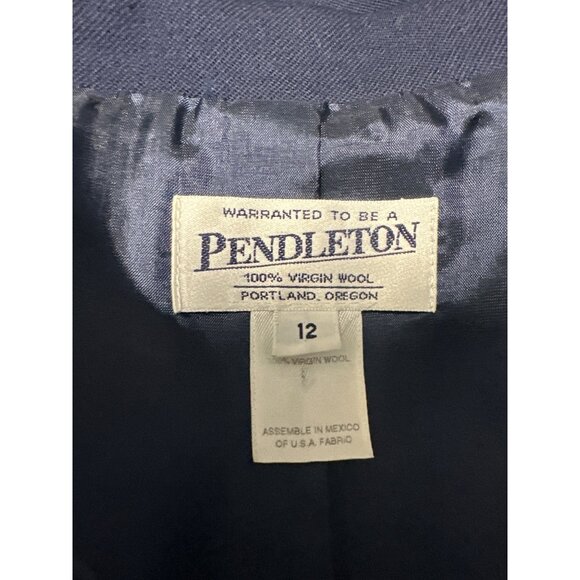 WARRANTED TO BE A
PENDLETON
100% VIRGIN WOOL
PORTLAND, OREGON
12
VIRGIN WOOL
ASSEMBLE IN MEXICO
OF U.S.A. FABRIC